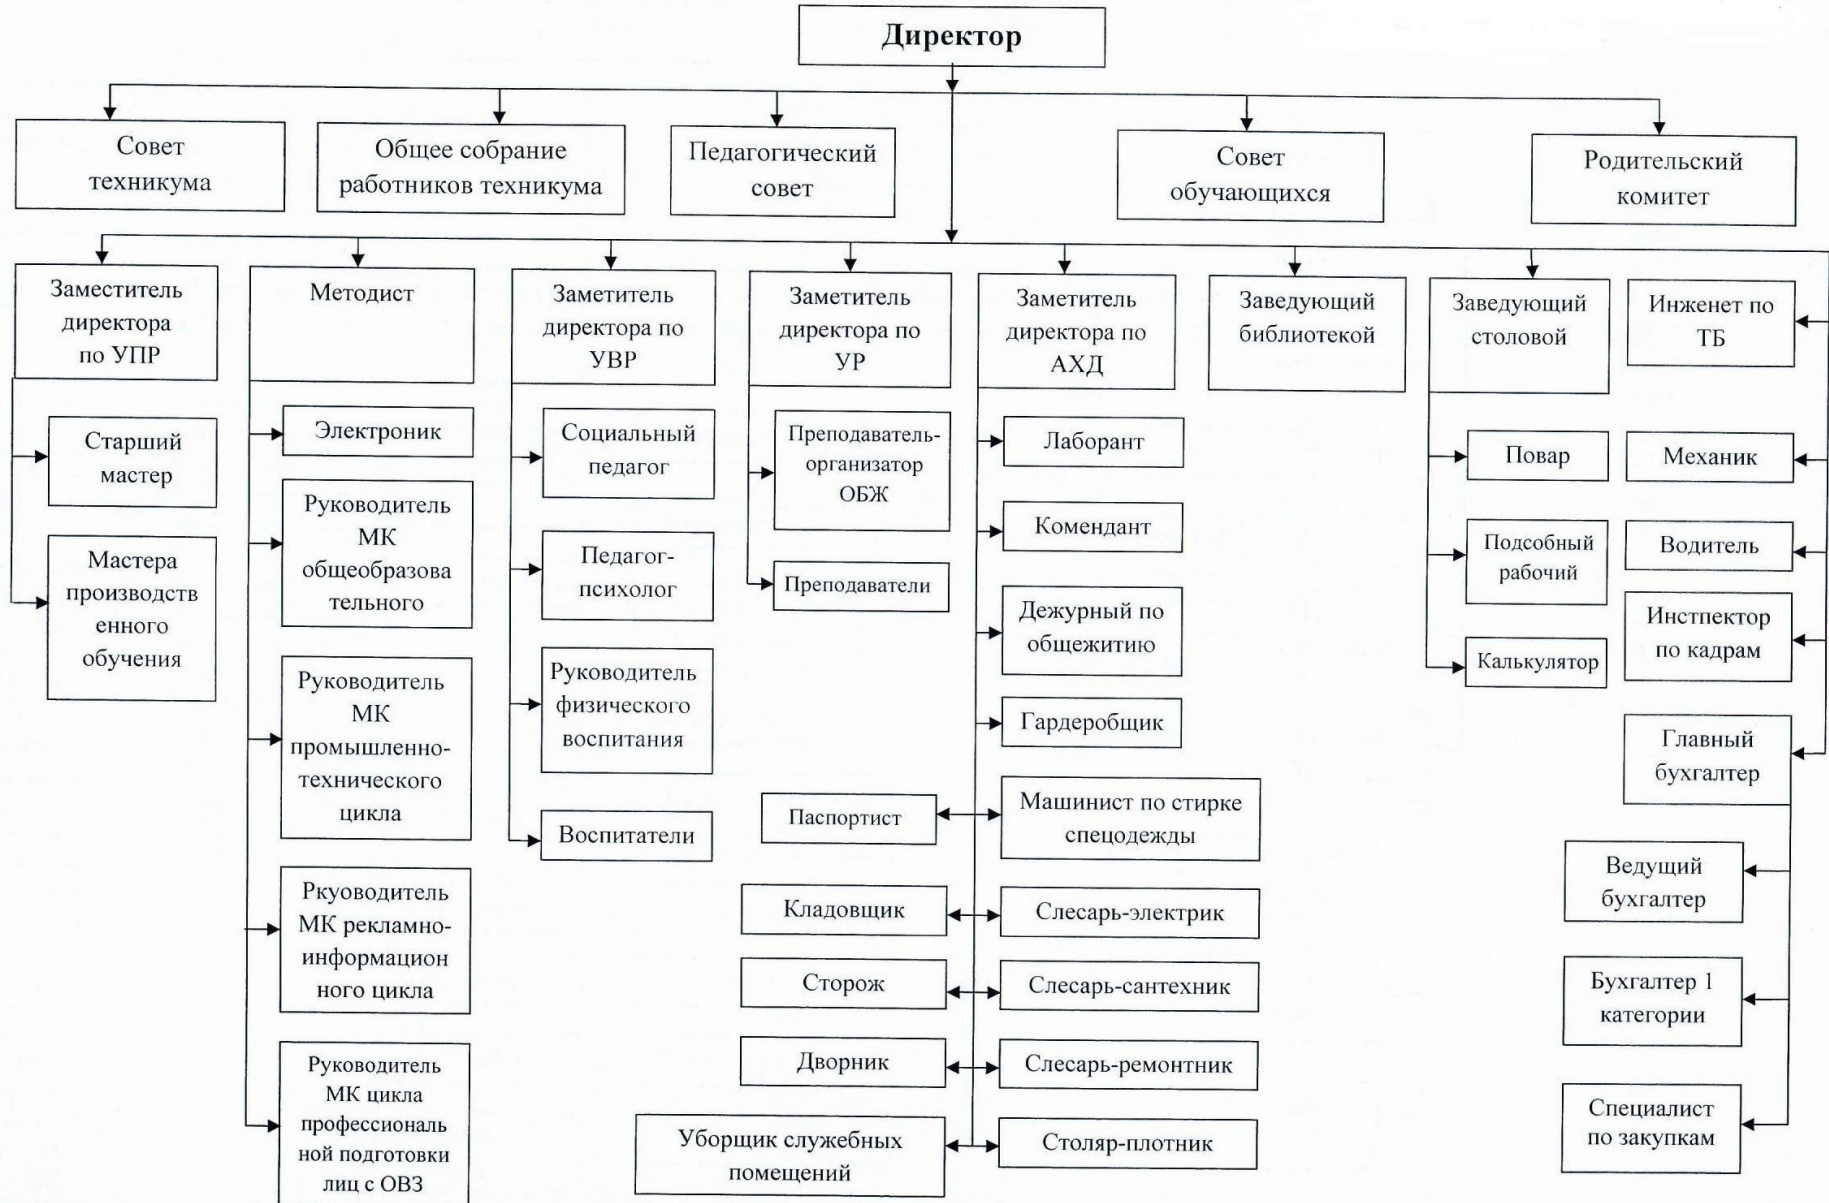 Директор
Совет
техникума
Общее собрание
работников техникума
Педагогический
совет
Совет
обучающихся
Родительский
комитет
Заместитель
директора
по УПР
Методист
Заметитель
директора по
УВР
Заметитель
директора по
УР
Заметитель
директора по
АХД
Заведующий
библиотекой
Заведующий
столовой
Инженет по
ТБ
Старший
мастер
Мастера
производств
енного
обучения
Электроник
Руководитель
МК
общеобразова
тельного
Руководитель
МК
промышленно-
технического
цикла
Ркуоводитель
МК рекламно-
информацион
ного цикла
Руководитель
МК цикла
профессиональ
ной подготовки
лиц с ОВЗ
Социальный
педагог
Педагог-
психолог
Руководитель
физического
воспитания
Воспитатели
Преподаватель-
организатор
ОБЖ
Преподаватели
Лаборант
Комендант
Дежурный по
общежитию
Гардеробщик
Паспортист
Машинист по стирке
спецодежды
Кладовщик
Слесарь-электрик
Сторож
Слесарь-сантехник
Дворник
Слесарь-ремонтник
Уборщик служебных
помещений
Столяр-плотник
Повар
Подсобный
рабочий
Калькулятор
Механик
Водитель
Инстпектор
по кадрам
Главный
бухгалтер
Ведущий
бухгалтер
Бухгалтер 1
категории
Специалист
по закупкам